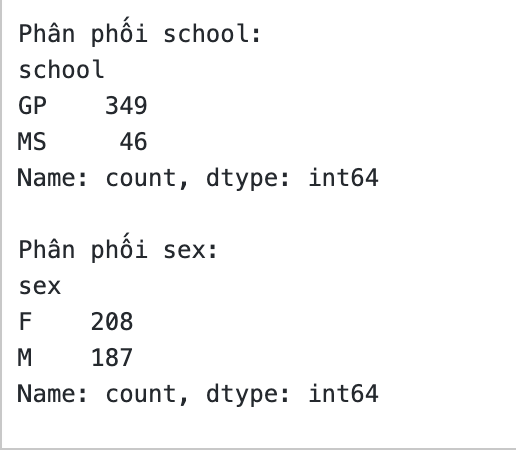 Phân phối school:
school
GP    349
MS     46
Name: count, dtype: int64

Phân phối sex:
sex
F    208
M    187
Name: count, dtype: int64